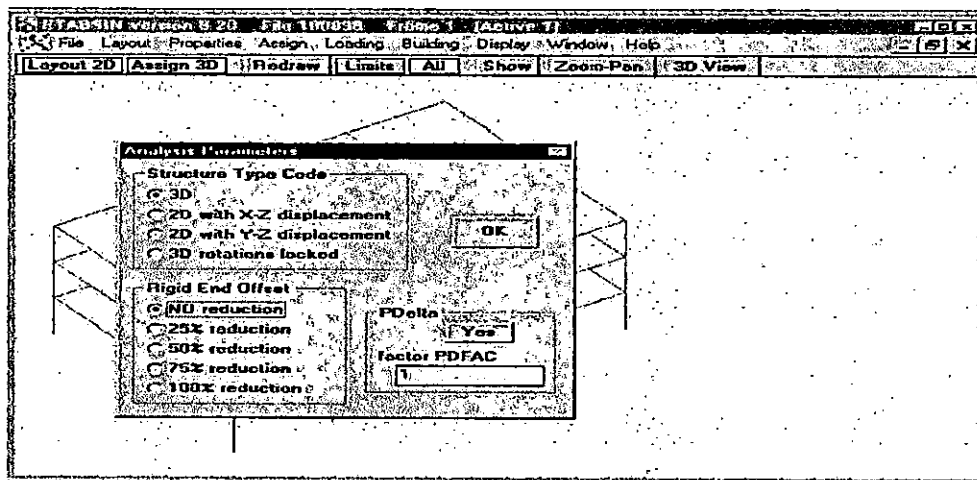 ETABSIN version 6.20 File Frame 1 (Active 1)
File Layout Properties Assign Loading Building Display Window Help
Layout 2D Assign 3D Redraw Limits All Show Zoom-Pan 3D View
Analysis Parameters
Structure Type Code
3D
2D with X-Z displacement
2D with Y-Z displacement
3D rotations locked
OK
Rigid End Offset
NO reduction
25% reduction
50% reduction
75% reduction
100% reduction
PDelta
Yes
factor PDFAC
1